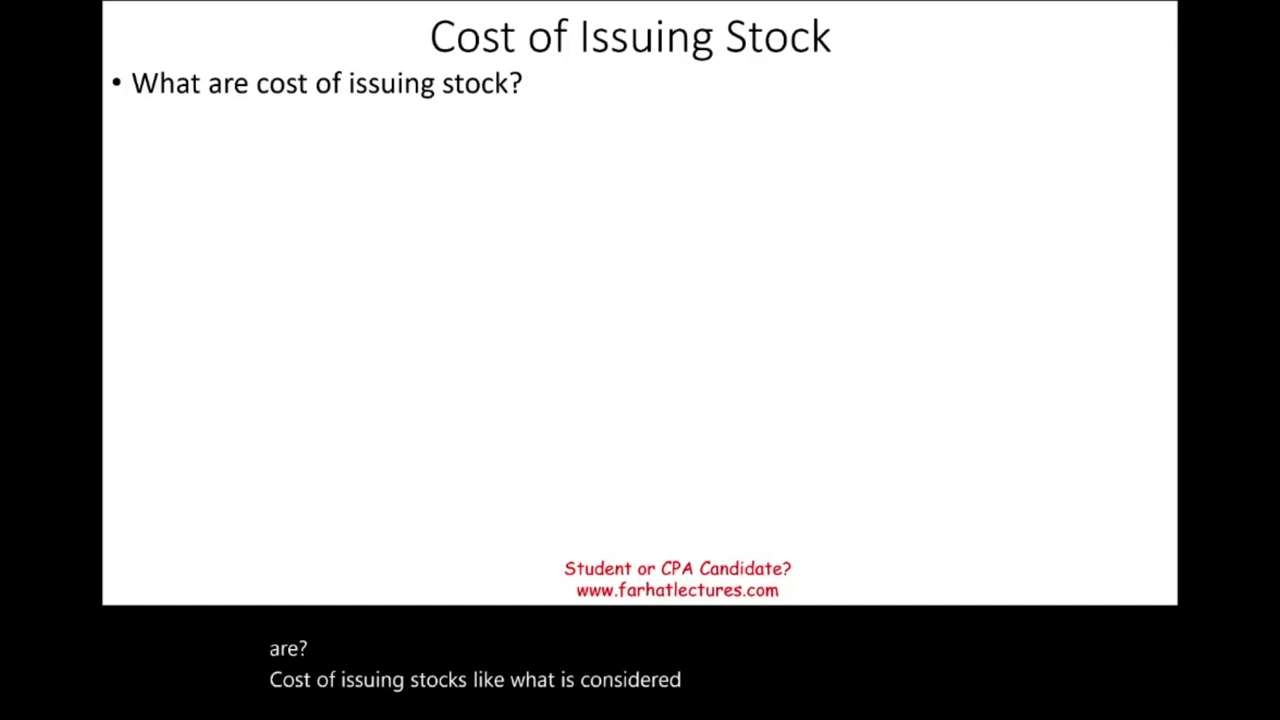 Cost of Issuing Stock
• What are cost of issuing stock?
Student or CPA Candidate?
www.farhatlectures.com
are?
Cost of issuing stocks like what is considered